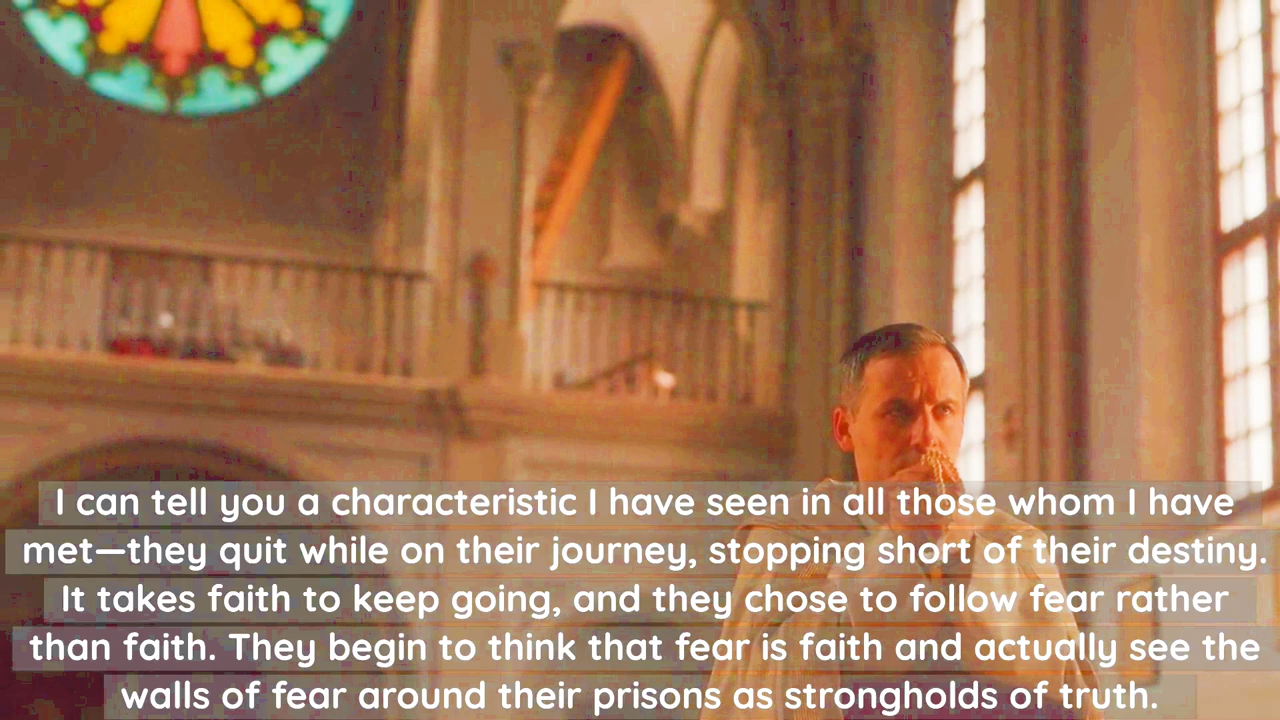 I can tell you a characteristic I have seen in all those whom I have
met—they quit while on their journey, stopping short of their destiny.
It takes faith to keep going, and they chose to follow fear rather
than faith. They begin to think that fear is faith and actually see the
walls of fear around their prisons as strongholds of truth.